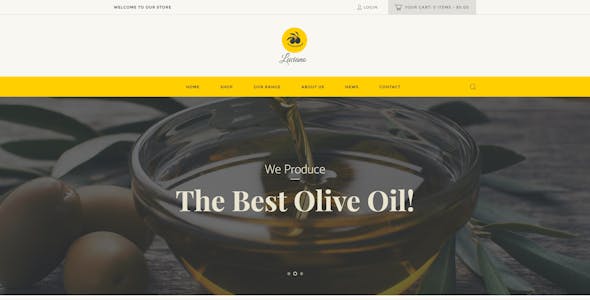 WELCOME TO OUR STORE
LOGIN
YOUR CART: 0 ITEMS - $0.00
Luciano
HOME
SHOP
OUR RANGE
ABOUT US
NEWS
CONTACT
We Produce
The Best Olive Oil!